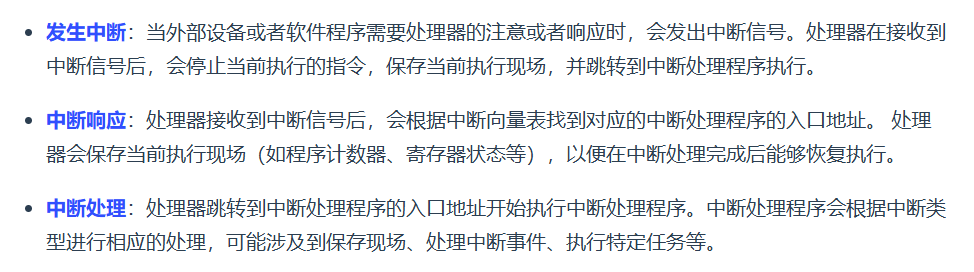 • 发生中断：当外部设备或者软件程序需要处理器的注意或者响应时，会发出中断信号。处理器在接收到
中断信号后，会停止当前执行的指令，保存当前执行现场，并跳转到中断处理程序执行。
• 中断响应：处理器接收到中断信号后，会根据中断向量表找到对应的中断处理程序的入口地址。 处理
器会保存当前执行现场（如程序计数器、寄存器状态等），以便在中断处理完成后能够恢复执行。
• 中断处理：处理器跳转到中断处理程序的入口地址开始执行中断处理程序。中断处理程序会根据中断类
型进行相应的处理，可能涉及到保存现场、处理中断事件、执行特定任务等。